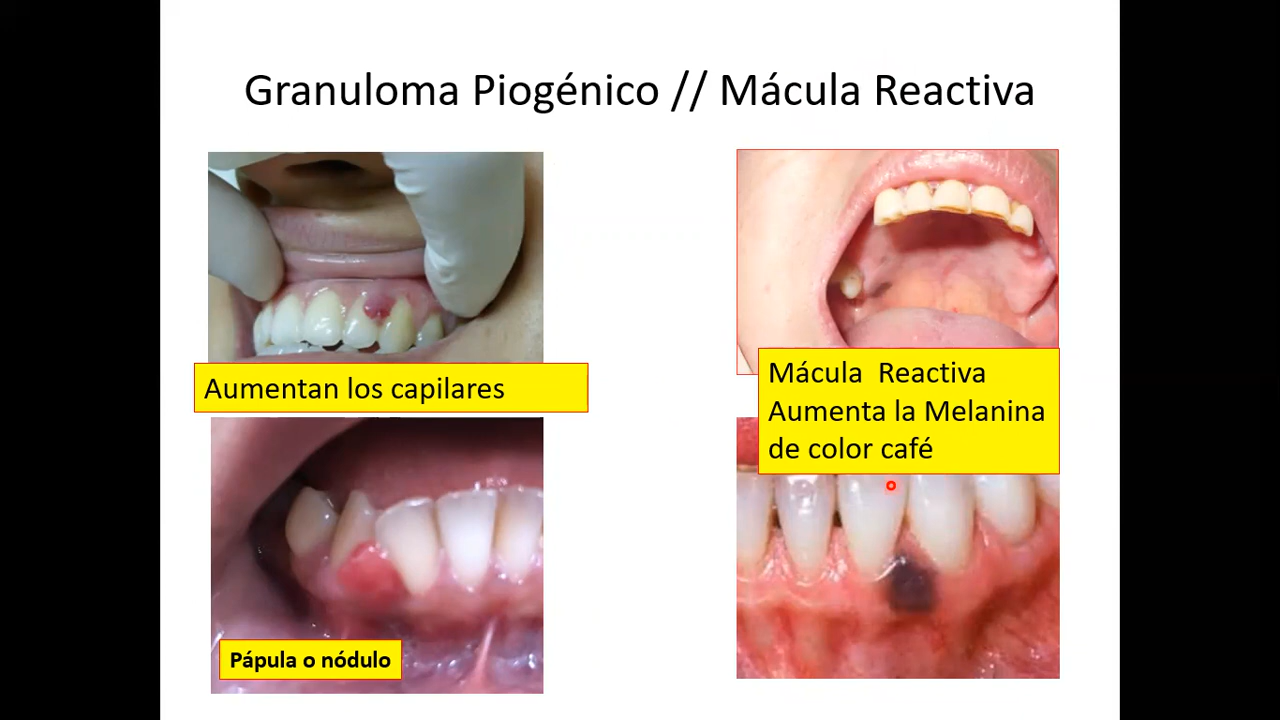 Granuloma Piogénico // Mácula Reactiva
Aumentan los capilares
Pápula o nódulo
Mácula  Reactiva
Aumenta la Melanina
de color café